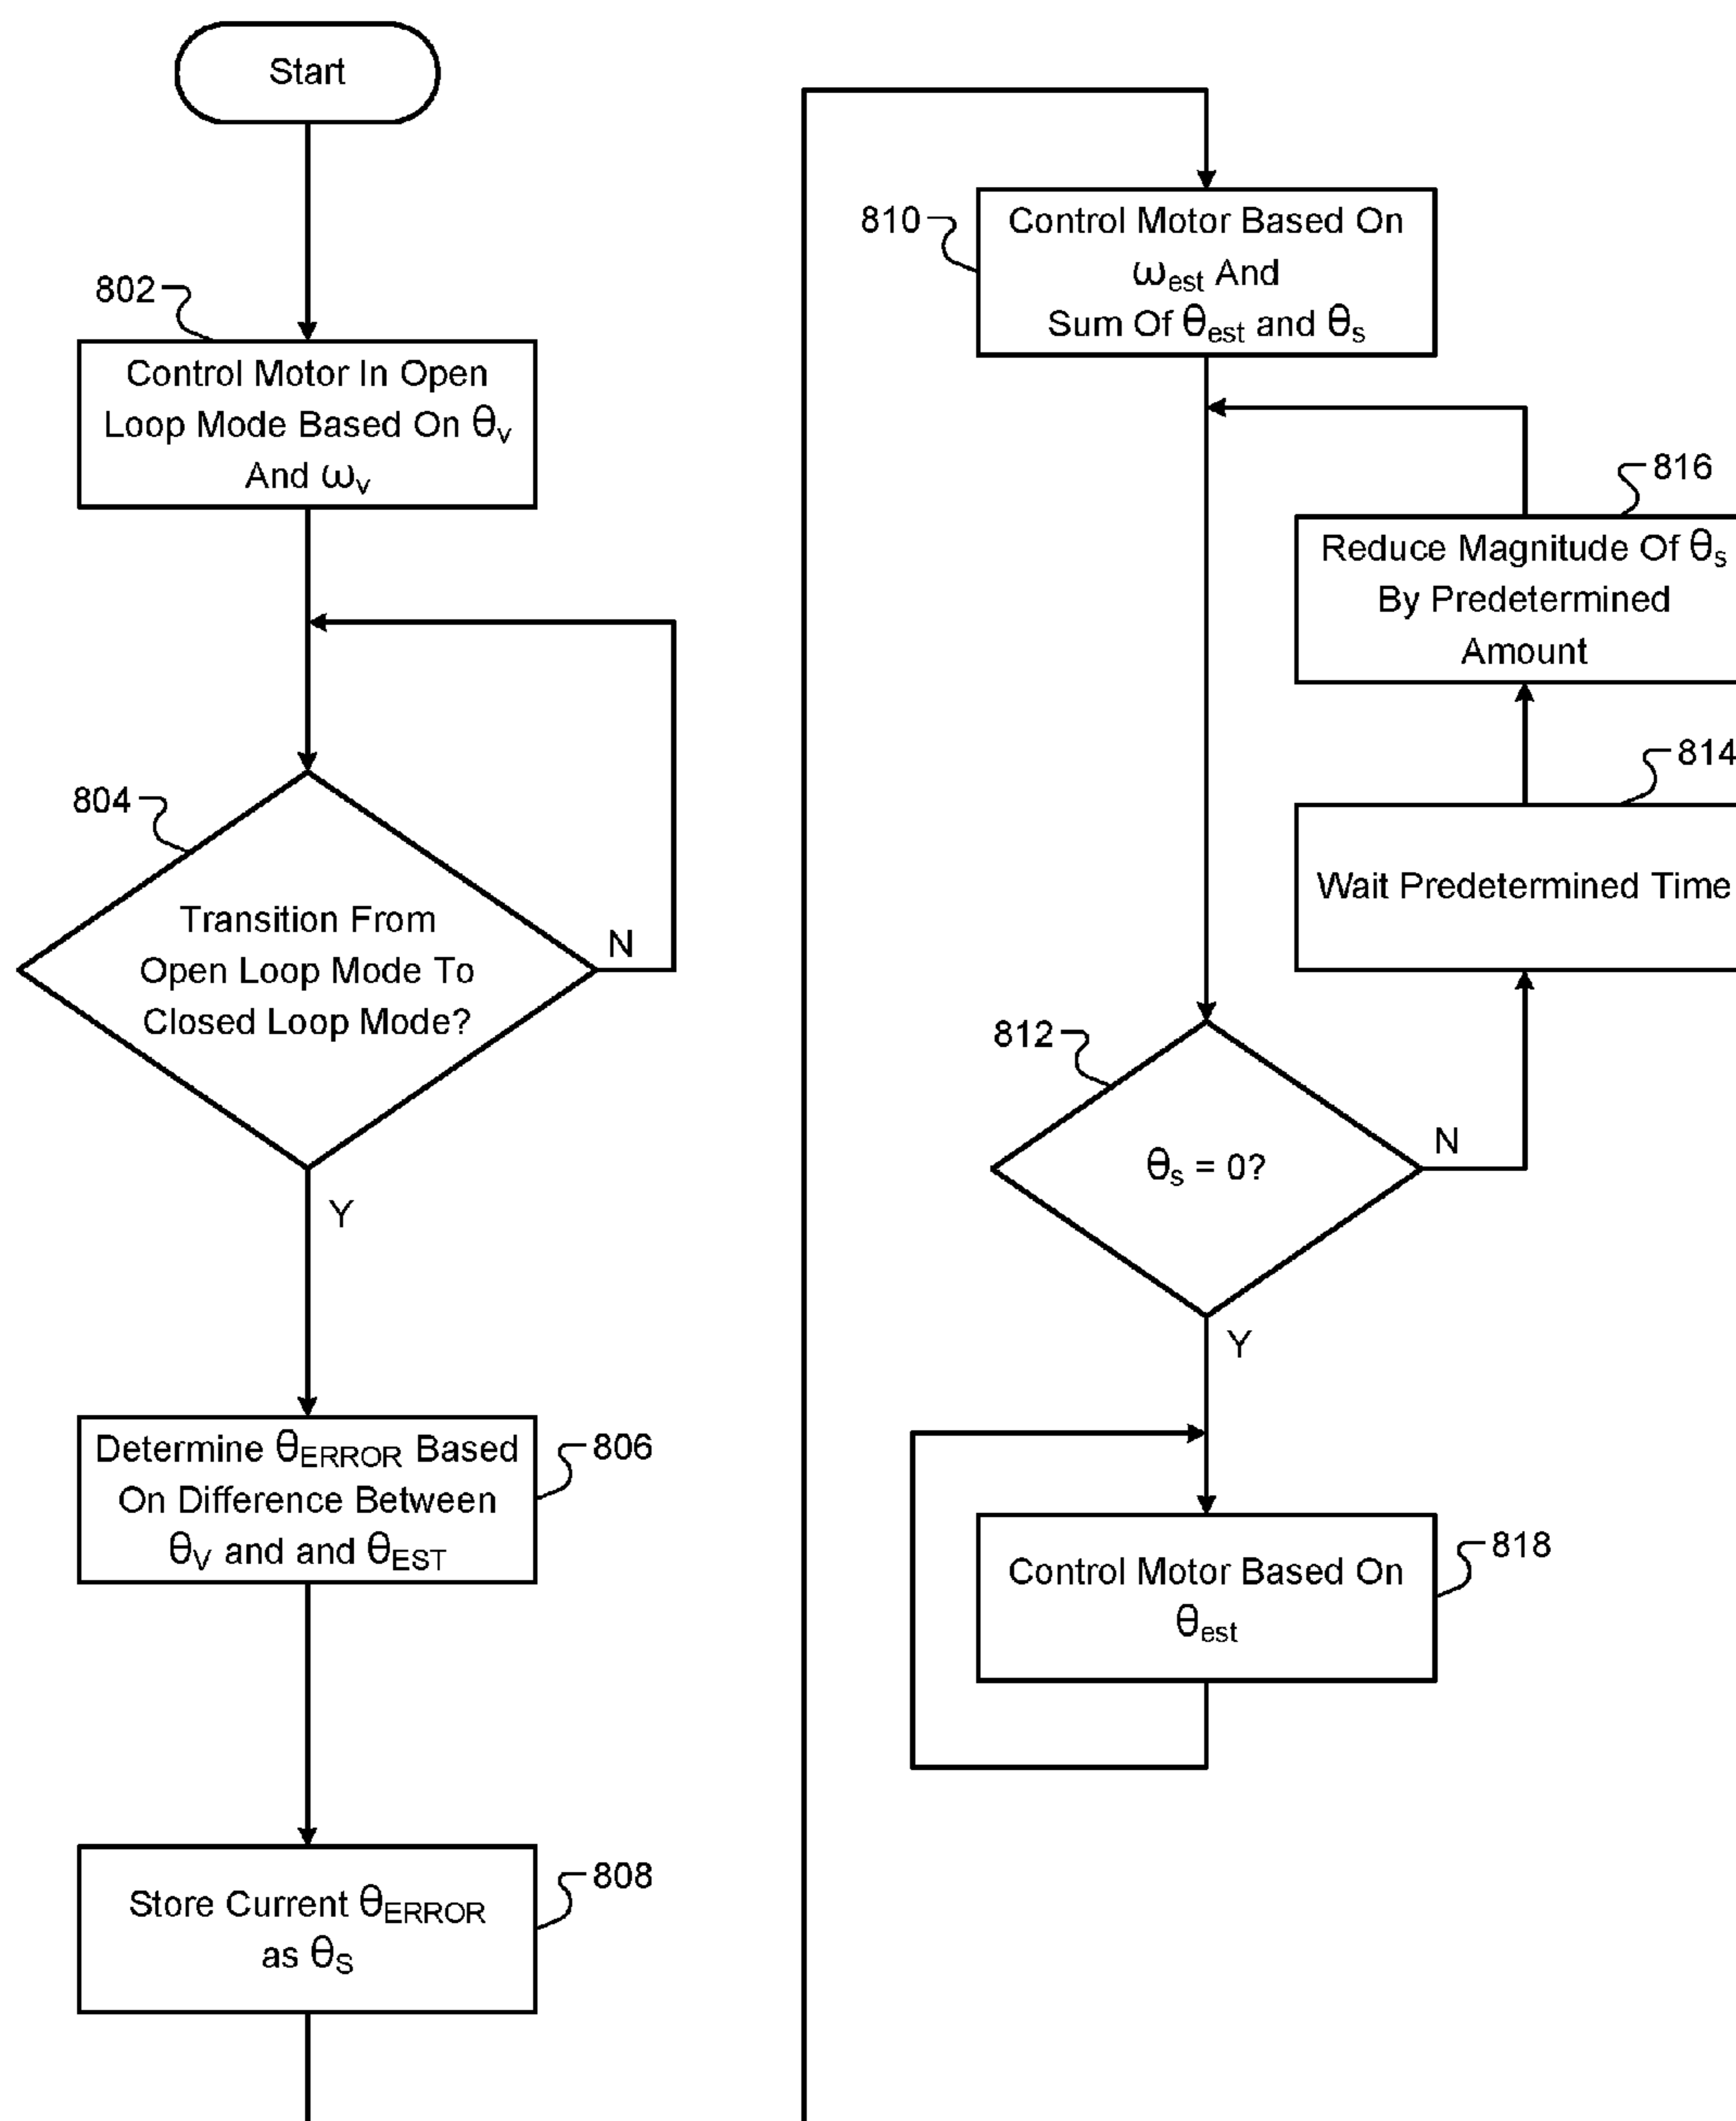 Start
802
Control Motor In Open
Loop Mode Based On θv
And ωv
804
Transition From
Open Loop Mode To
Closed Loop Mode?
N
Y
Determine θERROR Based
On Difference Between
θV and and θEST
806
Store Current θERROR
as θS
808
810
Control Motor Based On
ωest And
Sum Of θest and θs
816
Reduce Magnitude Of θs
By Predetermined
Amount
814
Wait Predetermined Time
812
θs = 0?
N
Y
Control Motor Based On
θest
818